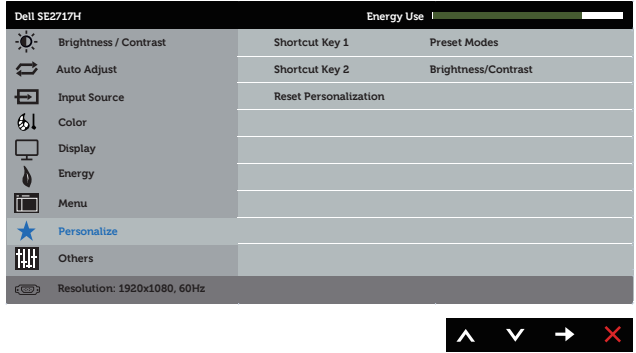 Dell SE2717H Energy Use
Brightness / Contrast Shortcut Key 1 Preset Modes
Auto Adjust Shortcut Key 2 Brightness/Contrast
Input Source Reset Personalization
Color
Display
Energy
Menu
Personalize
Others
Resolution: 1920x1080, 60Hz